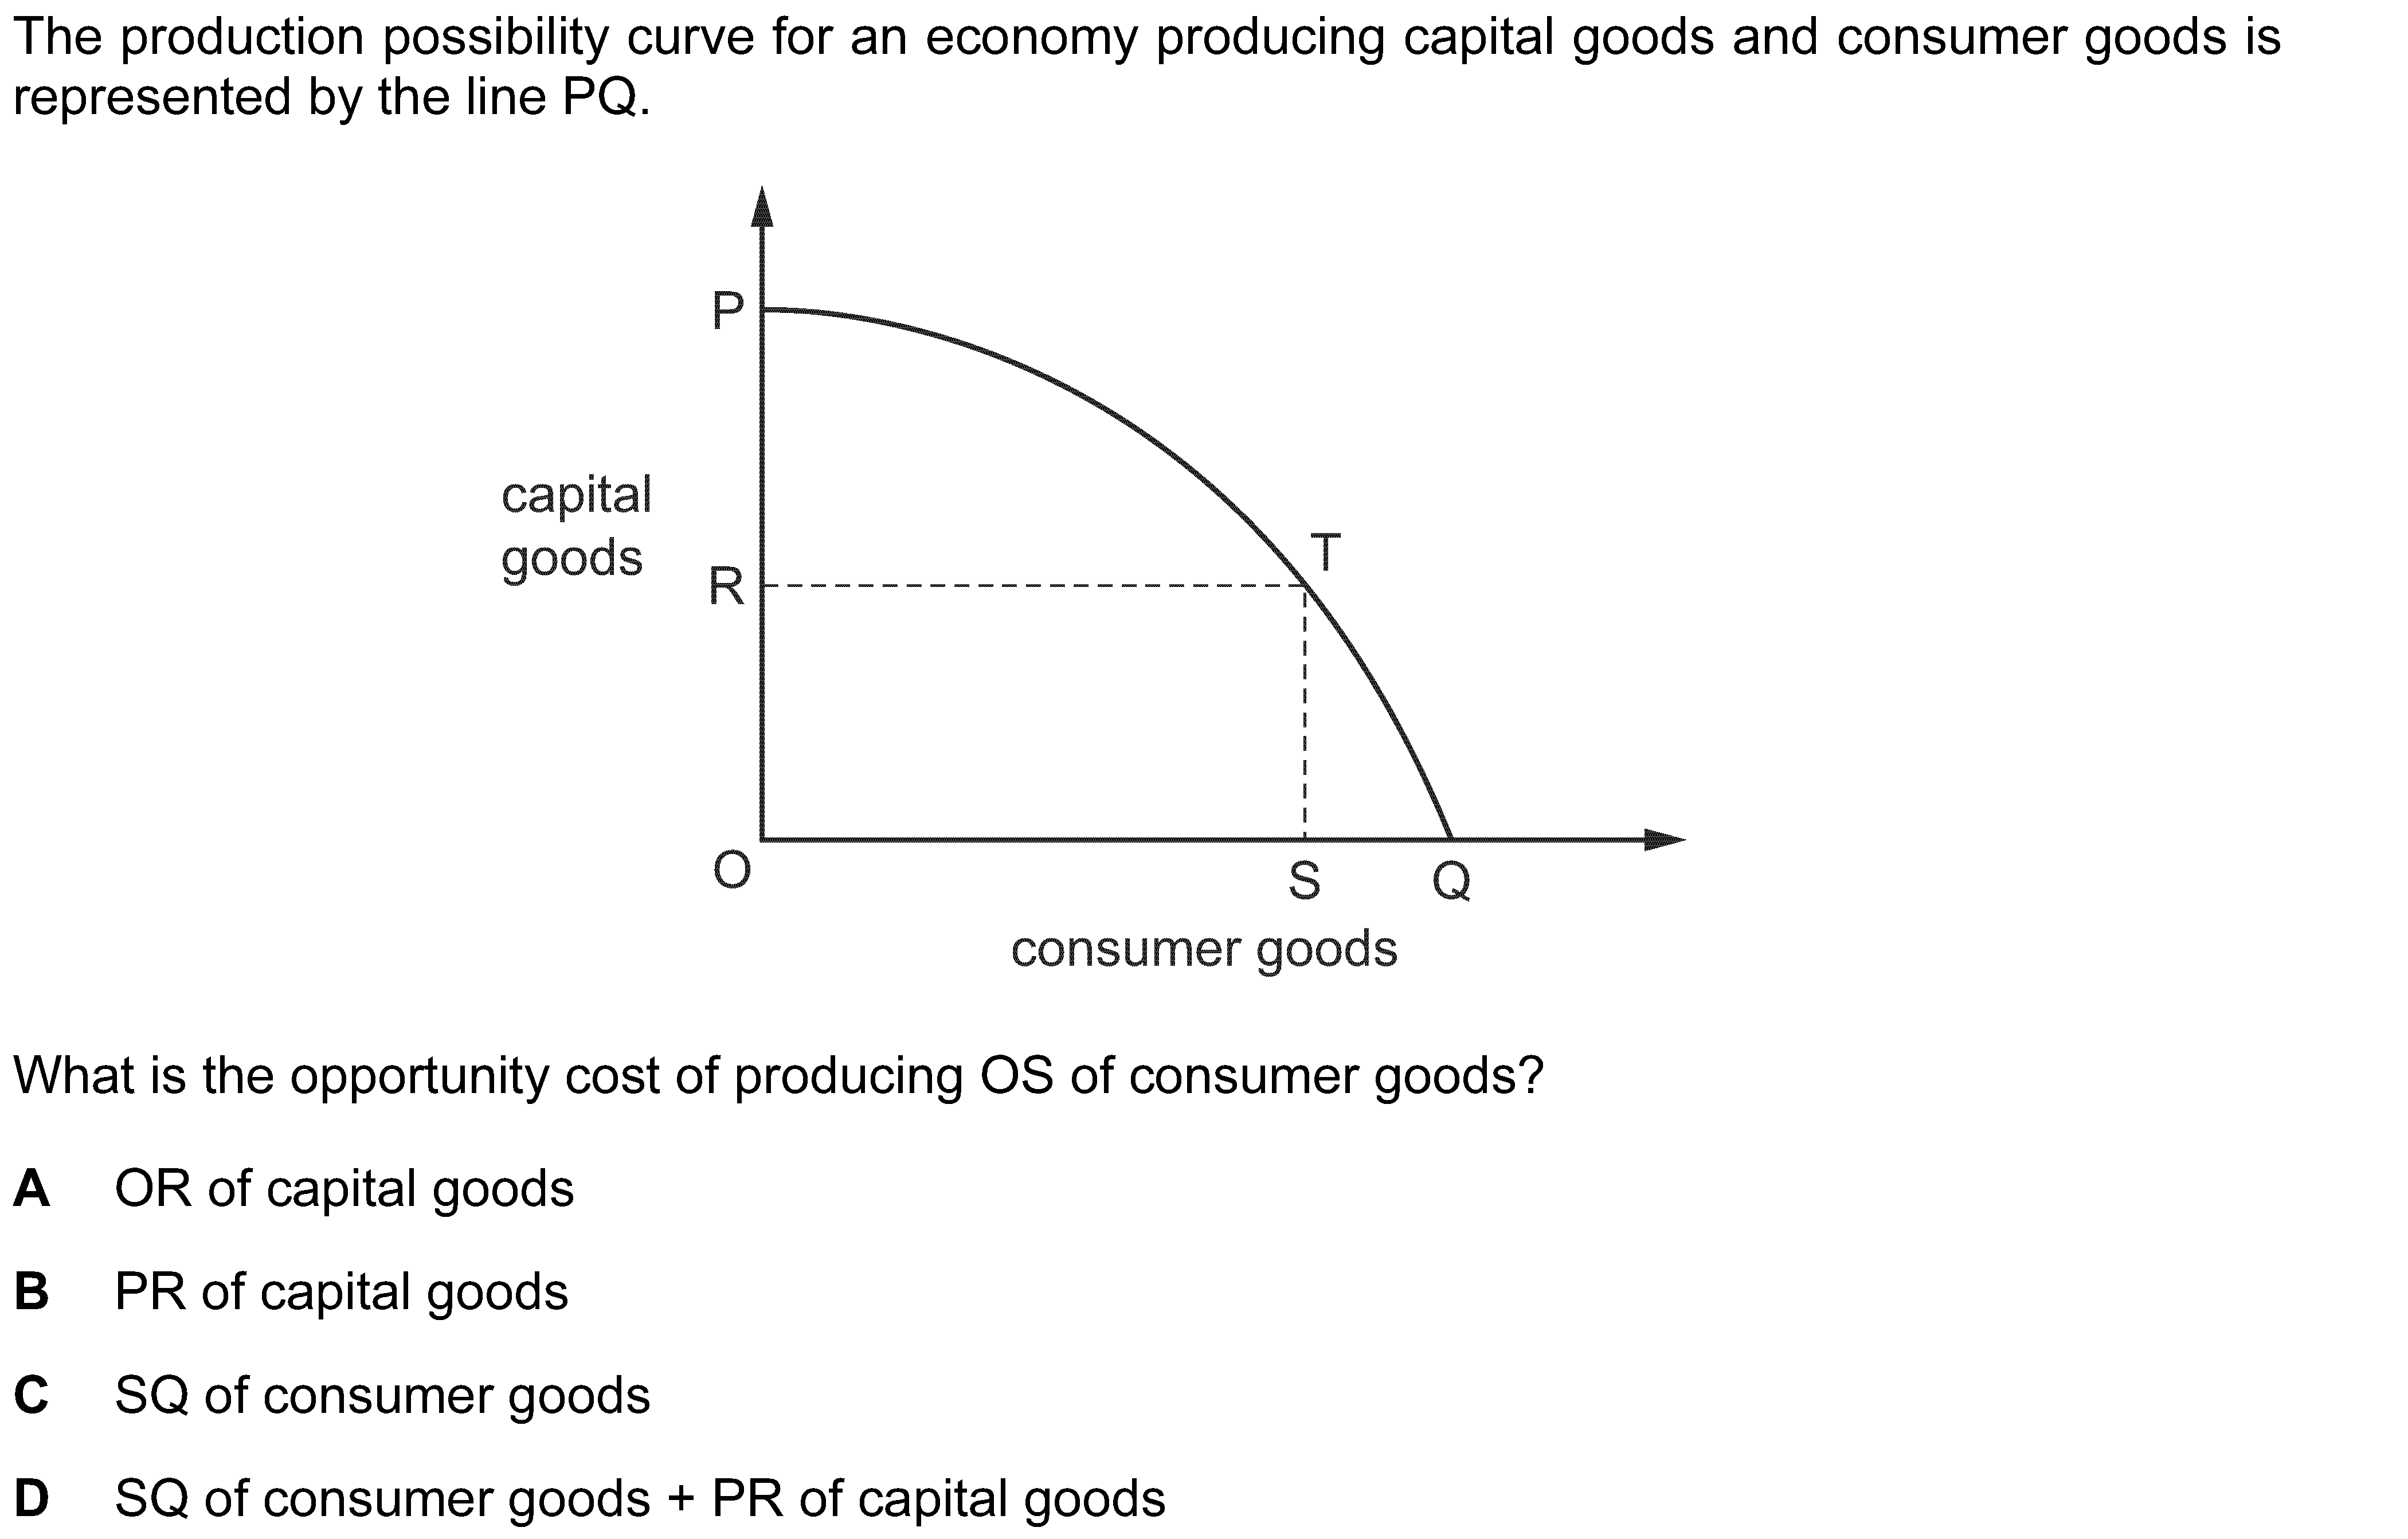 The production possibility curve for an economy producing capital goods and consumer goods is
represented by the line PQ.
P
capital
goods
T
R
O
S
Q
consumer goods
What is the opportunity cost of producing OS of consumer goods?
A OR of capital goods
B PR of capital goods
C SQ of consumer goods
D SQ of consumer goods + PR of capital goods